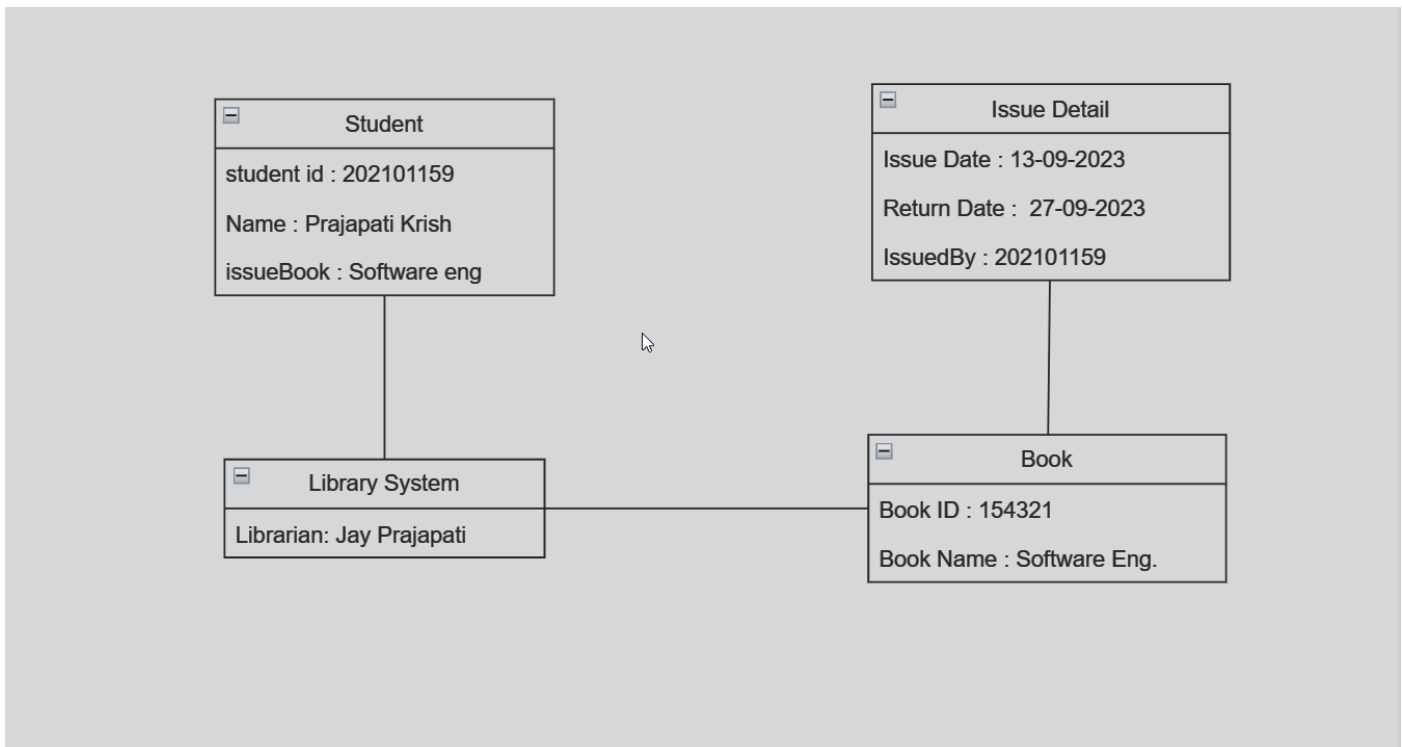 Student
student id : 202101159
Name : Prajapati Krish
issueBook : Software eng
Issue Detail
Issue Date : 13-09-2023
Return Date :  27-09-2023
IssuedBy : 202101159
Library System
Librarian: Jay Prajapati
Book
Book ID : 154321
Book Name : Software Eng.